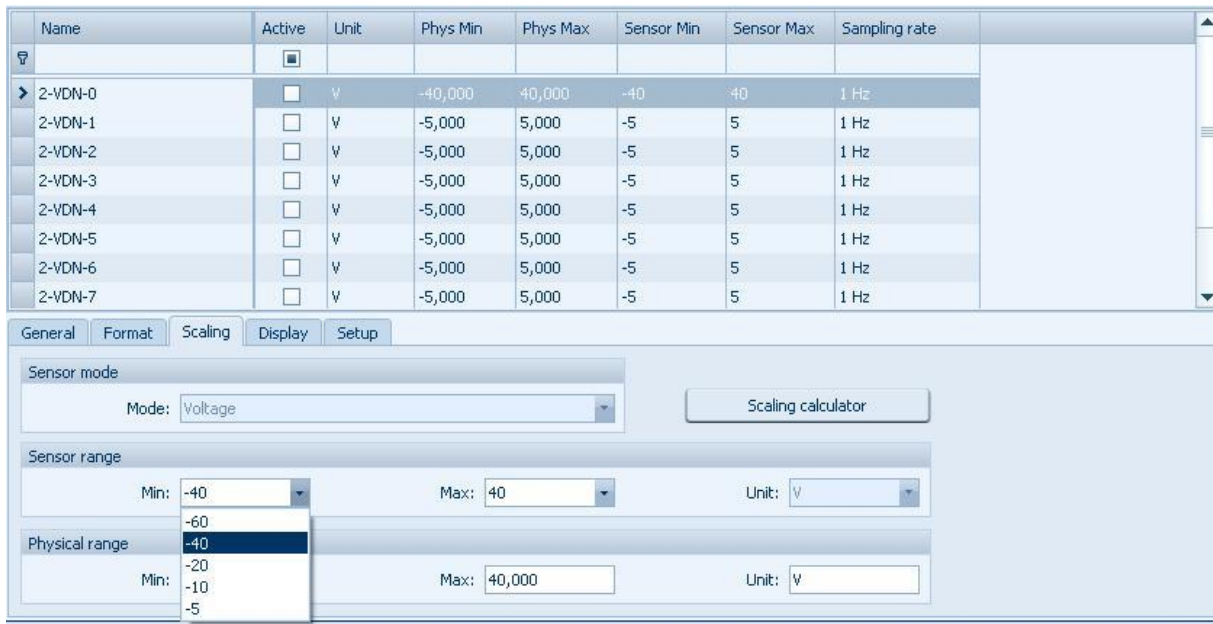 Name Active Unit Phys Min Phys Max Sensor Min Sensor Max Sampling rate
2-VDN-0 V -40,000 40,000 -40 40 1 Hz
2-VDN-1 V -5,000 5,000 -5 5 1 Hz
2-VDN-2 V -5,000 5,000 -5 5 1 Hz
2-VDN-3 V -5,000 5,000 -5 5 1 Hz
2-VDN-4 V -5,000 5,000 -5 5 1 Hz
2-VDN-5 V -5,000 5,000 -5 5 1 Hz
2-VDN-6 V -5,000 5,000 -5 5 1 Hz
2-VDN-7 V -5,000 5,000 -5 5 1 Hz
General Format Scaling Display Setup
Sensor mode
Mode: Voltage Scaling calculator
Sensor range
Min: -40 Max: 40 Unit: V
-60
Physical range -40
-20
Min: -10 Max: 40,000 Unit: V
-5